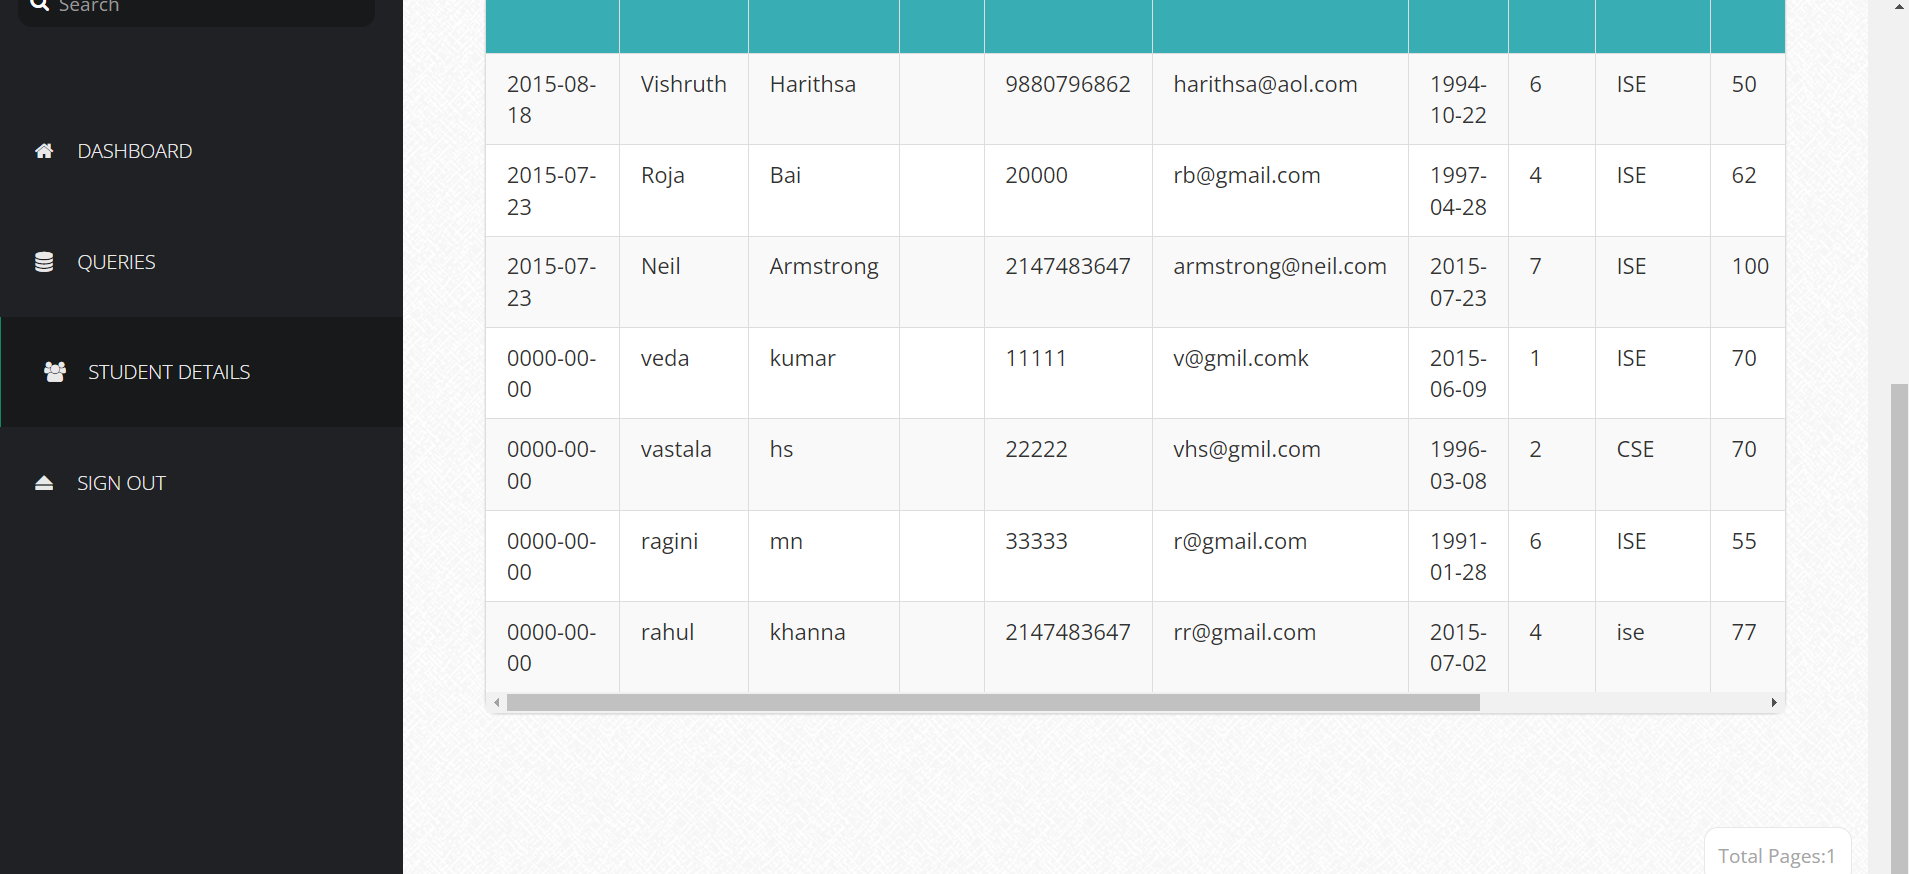 Search
DASHBOARD
QUERIES
STUDENT DETAILS
SIGN OUT
2015-08- Vishruth Harithsa 9880796862 harithsa@aol.com 1994- 6 ISE 50
18 10-22
2015-07- Roja Bai 20000 rb@gmail.com 1997- 4 ISE 62
23 04-28
2015-07- Neil Armstrong 2147483647 armstrong@neil.com 2015- 7 ISE 100
23 07-23
0000-00- veda kumar 11111 v@gmil.comk 2015- 1 ISE 70
00 06-09
0000-00- vastala hs 22222 vhs@gmil.com 1996- 2 CSE 70
00 03-08
0000-00- ragini mn 33333 r@gmail.com 1991- 6 ISE 55
00 01-28
0000-00- rahul khanna 2147483647 rr@gmail.com 2015- 4 ise 77
00 07-02
Total Pages:1